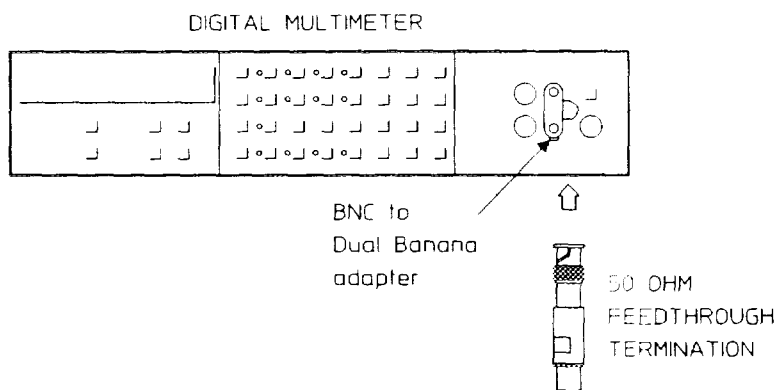 DIGITAL MULTIMETER
BNC to
Dual Banana
adapter
50 OHM
FEEDTHROUGH
TERMINATION